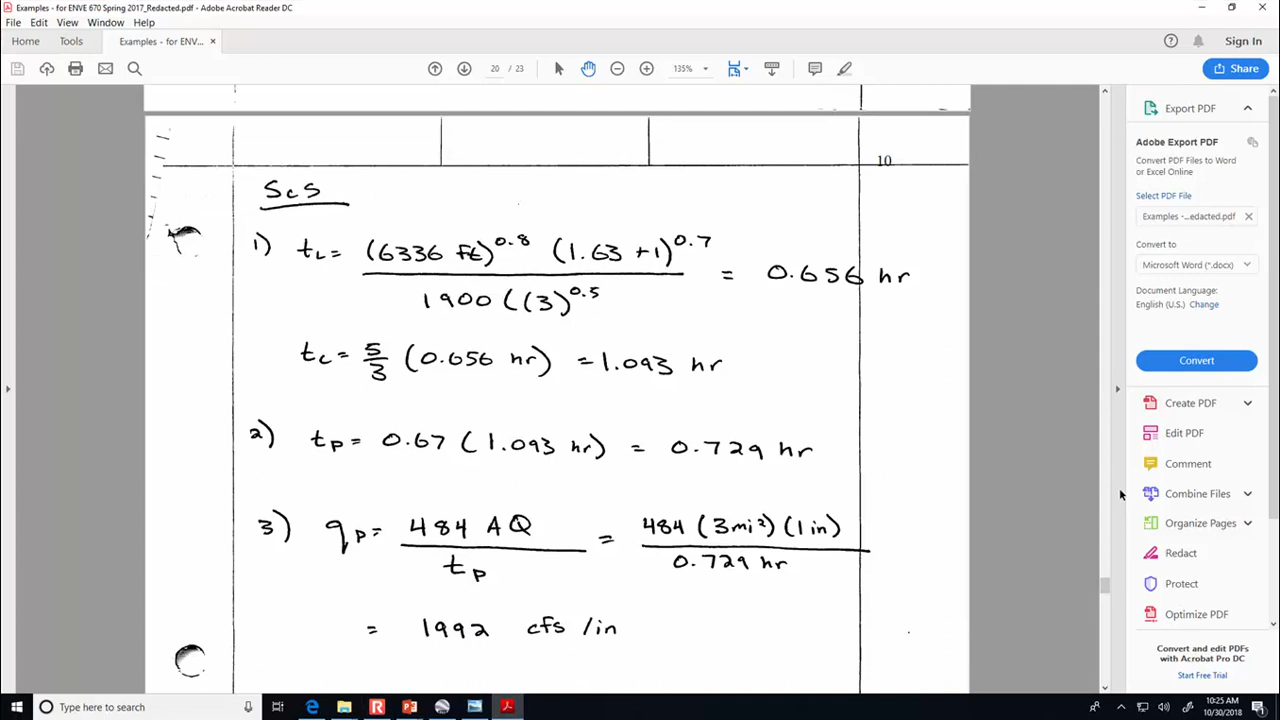 Examples - for ENVE 670 Spring 2017_Redacted.pdf - Adobe Acrobat Reader DC
File Edit View Window Help
Home Tools Examples - for ENV... × Sign In
20 / 23 135% Share
10
SCS
1) tL = (6336 ft)^0.8 (1.63 +1)^0.7 / 1900 ((3)^0.5 = 0.656 hr
tc = 5/3 (0.656 hr) = 1.093 hr
2) tp = 0.67 (1.093 hr) = 0.729 hr
3) qp = 484 A Q / tp = 484 (3mi²) (1in) / 0.729 hr
= 1992 cfs /in
Export PDF
Adobe Export PDF
Convert PDF Files to Word
or Excel Online
Select PDF File
Examples -...edacted.pdf ×
Convert to
Microsoft Word (*.docx)
Document Language:
English (U.S.) Change
Convert
Create PDF
Edit PDF
Comment
Combine Files
Organize Pages
Redact
Protect
Optimize PDF
Convert and edit PDFs
with Acrobat Pro DC
Start Free Trial
Type here to search
10:25 AM
10/30/2018